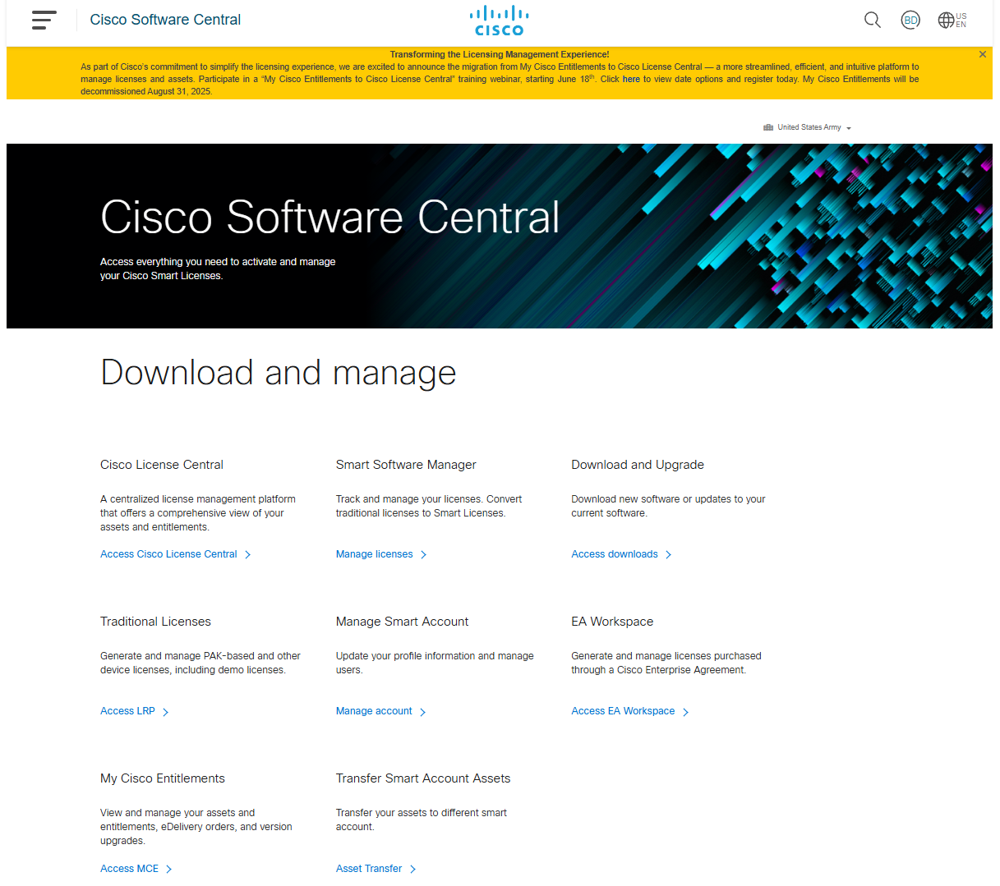 Cisco Software Central
CISCO
BD
US
EN
Transforming the Licensing Management Experience!
As part of Cisco's commitment to simplify the licensing experience, we are excited to announce the migration from My Cisco Entitlements to Cisco License Central — a more streamlined, efficient, and intuitive platform to
manage licenses and assets. Participate in a “My Cisco Entitlements to Cisco License Central” training webinar, starting June 18th. Click here to view date options and register today. My Cisco Entitlements will be
decommissioned August 31, 2025.
United States Army
Cisco Software Central
Access everything you need to activate and manage
your Cisco Smart Licenses.
Download and manage
Cisco License Central
A centralized license management platform
that offers a comprehensive view of your
assets and entitlements.
Access Cisco License Central
Smart Software Manager
Track and manage your licenses. Convert
traditional licenses to Smart Licenses.
Manage licenses
Download and Upgrade
Download new software or updates to your
current software.
Access downloads
Traditional Licenses
Generate and manage PAK-based and other
device licenses, including demo licenses.
Access LRP
Manage Smart Account
Update your profile information and manage
users.
Manage account
EA Workspace
Generate and manage licenses purchased
through a Cisco Enterprise Agreement.
Access EA Workspace
My Cisco Entitlements
View and manage your assets and
entitlements, eDelivery orders, and version
upgrades.
Access MCE
Transfer Smart Account Assets
Transfer your assets to different smart
account.
Asset Transfer